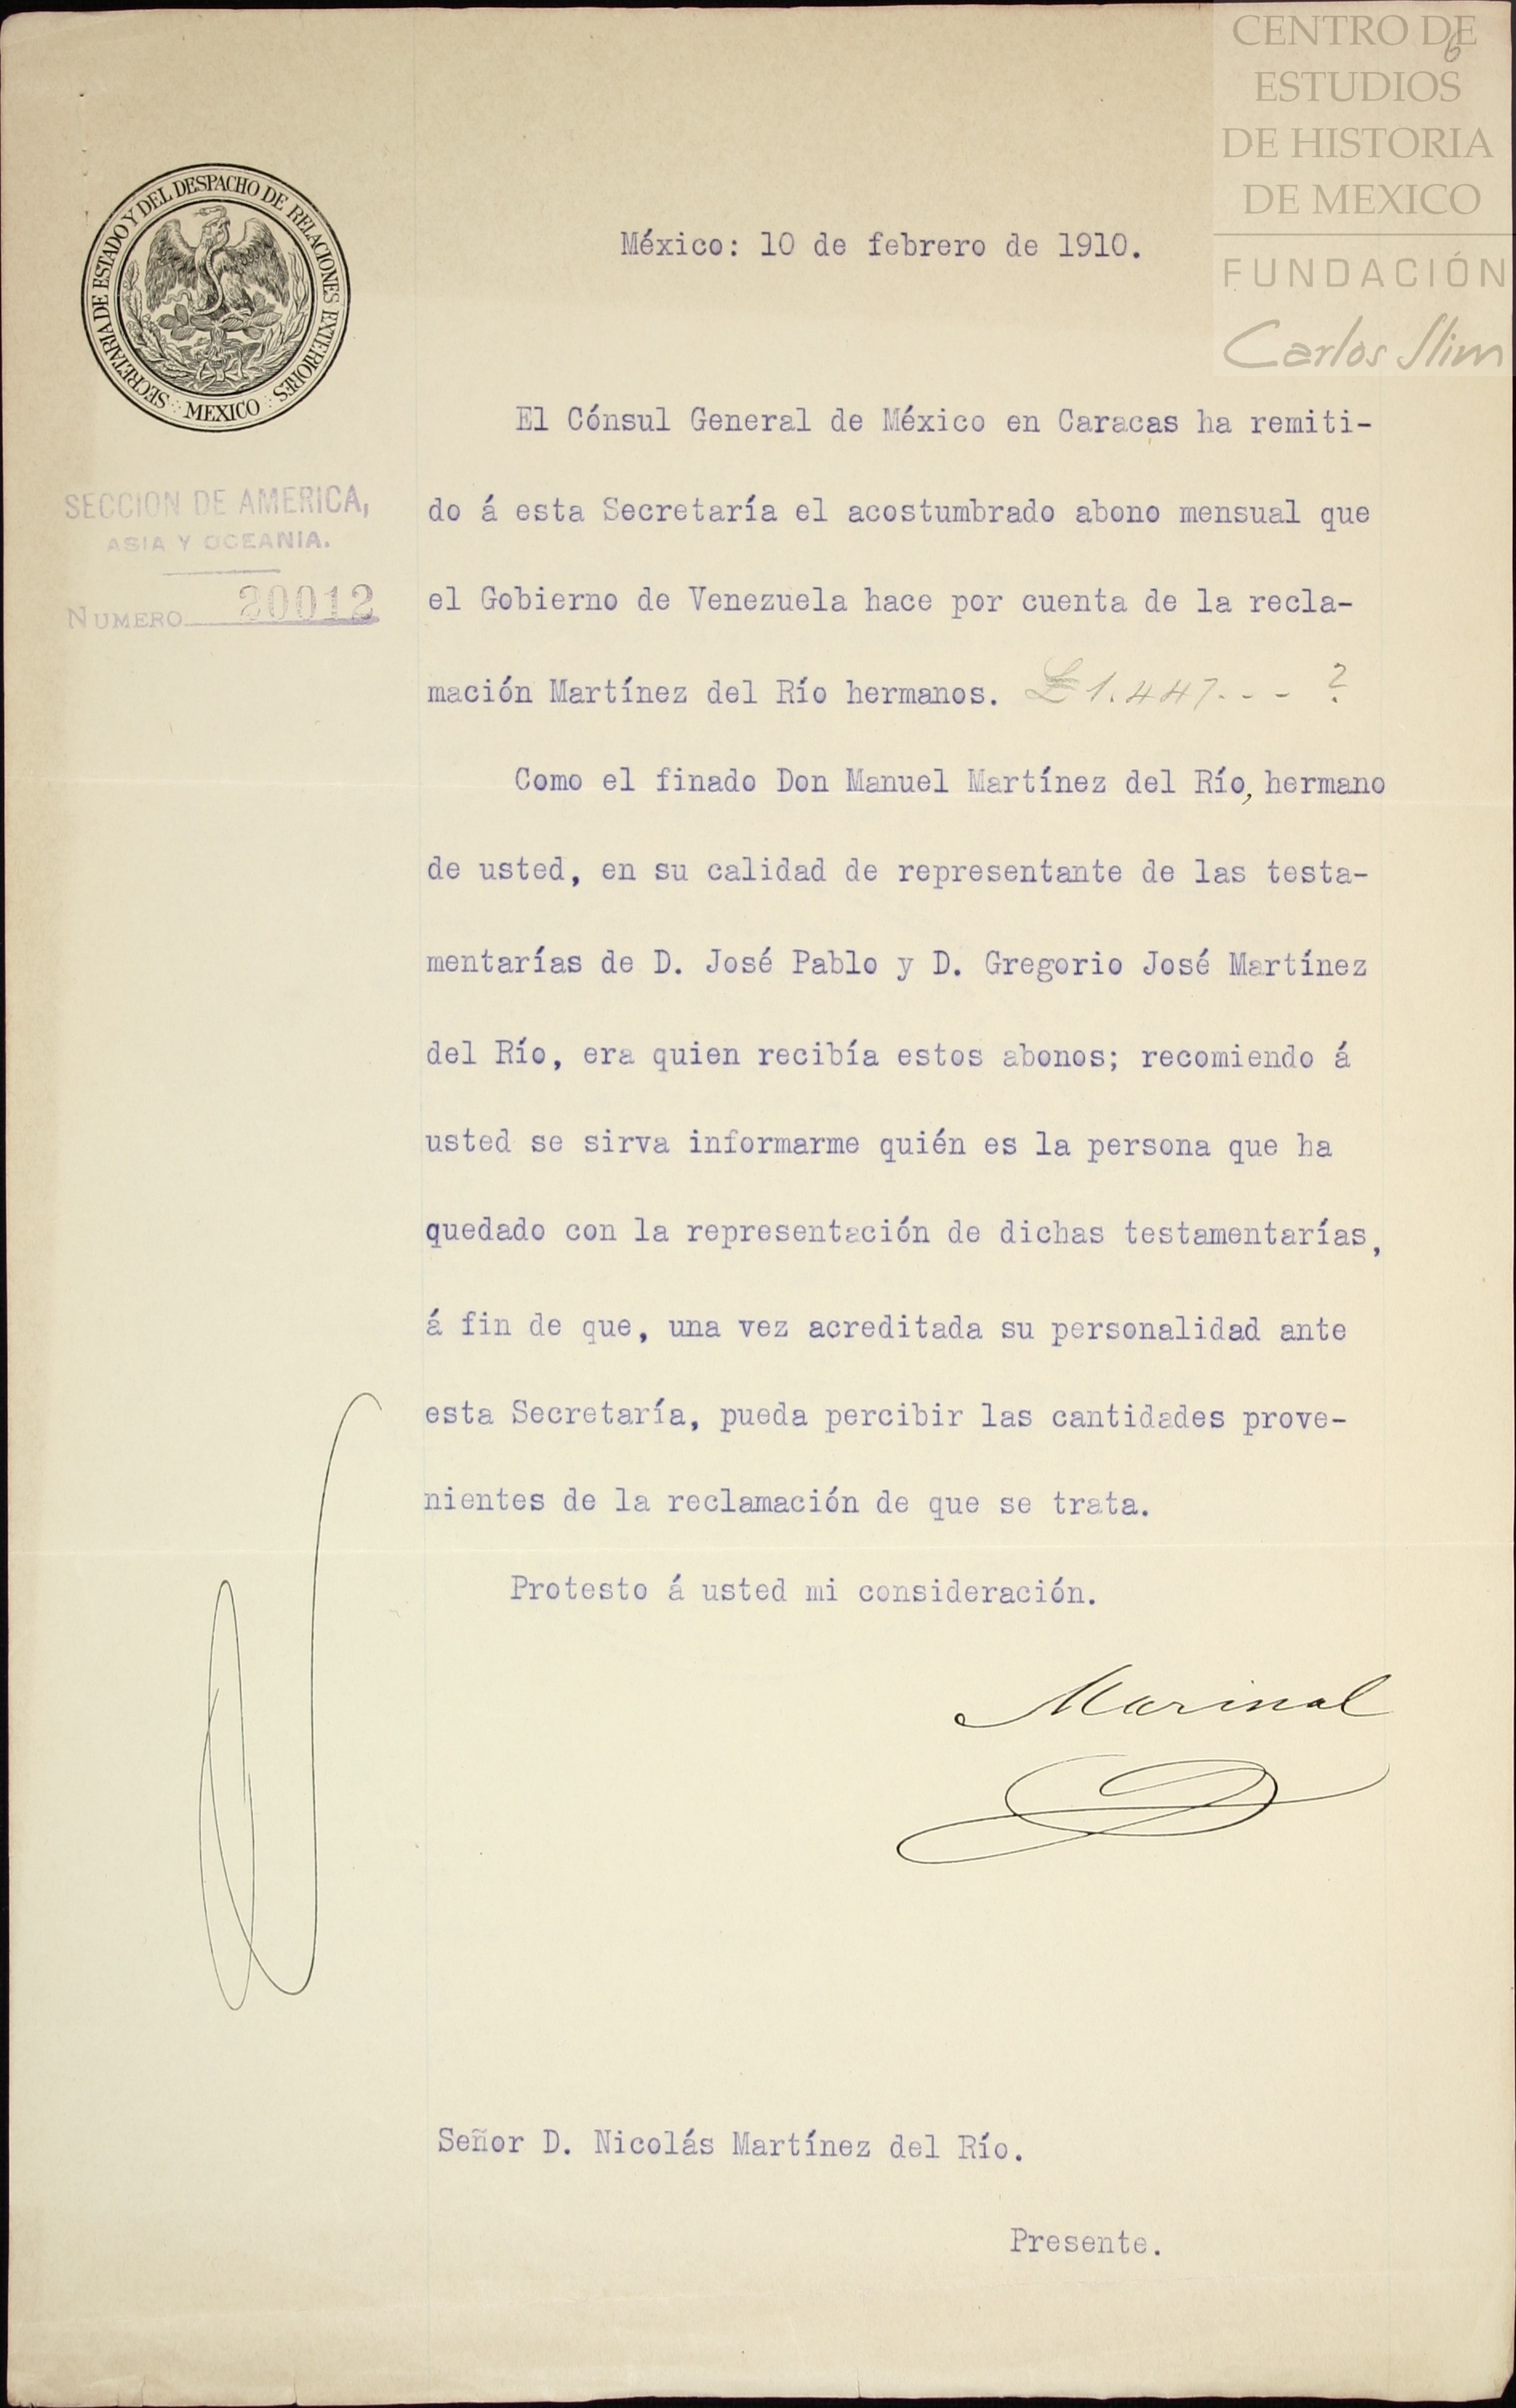 CENTRO DE
ESTUDIOS
DE HISTORIA
DE MEXICO
FUNDACIÓN
Carlos Slim
6
SECRETARIA DE ESTADO Y DEL DESPACHO DE RELACIONES EXTERIORES
MEXICO
México: 10 de febrero de 1910.
SECCION DE AMERICA,
ASIA Y OCEANIA.
NUMERO 20012
El Cónsul General de México en Caracas ha remiti-
do á esta Secretaría el acostumbrado abono mensual que
el Gobierno de Venezuela hace por cuenta de la recla-
mación Martínez del Río hermanos. £ 1.447.-- ?
Como el finado Don Manuel Martínez del Río, hermano
de usted, en su calidad de representante de las testa-
mentarías de D. José Pablo y D. Gregorio José Martínez
del Río, era quien recibía estos abonos; recomiendo á
usted se sirva informarme quién es la persona que ha
quedado con la representación de dichas testamentarías,
á fin de que, una vez acreditada su personalidad ante
esta Secretaría, pueda percibir las cantidades prove-
nientes de la reclamación de que se trata.
Protesto á usted mi consideración.
Mariscal
Señor D. Nicolás Martínez del Río.
Presente.